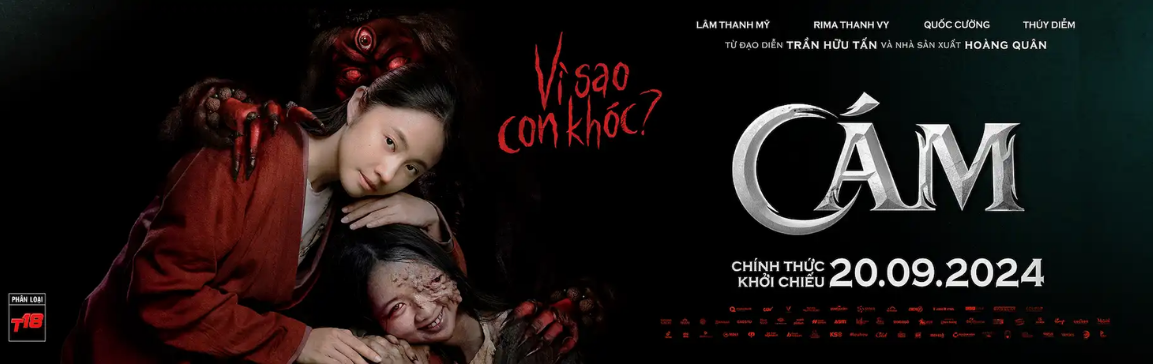 LÂM THANH MỸ RIMA THANH VY QUỐC CƯỜNG THÚY DIỄM
TỪ ĐẠO DIỄN TRẦN HỮU TẤN VÀ NHÀ SẢN XUẤT HOÀNG QUÂN
Vì sao
con khóc?
CÁM
CHÍNH THỨC
KHỞI CHIẾU 20.09.2024
PHÂN LOẠI
T18